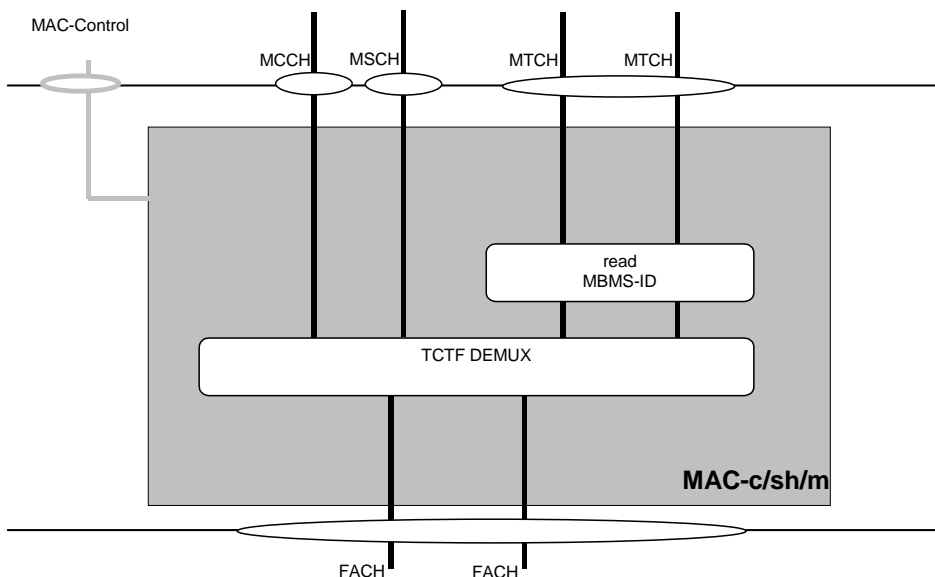 MAC-Control
MCCH
MSCH
MTCH
MTCH
read
MBMS-ID
TCTF DEMUX
MAC-c/sh/m
FACH
FACH